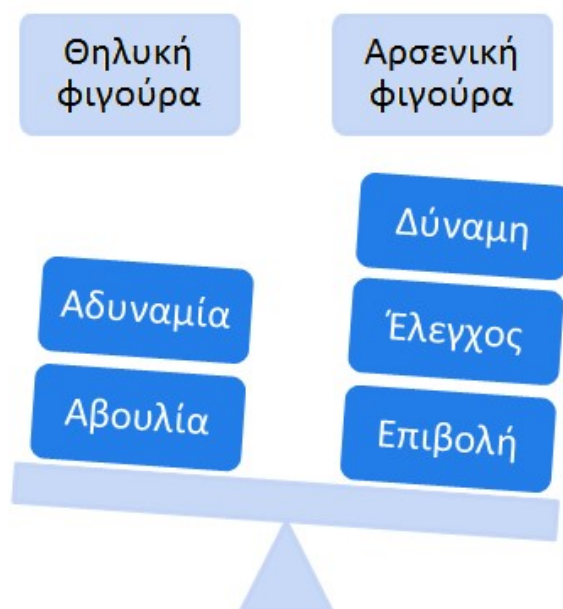 Θηλυκή
φιγούρα
Αρσενική
φιγούρα
Αδυναμία
Αβουλία
Δύναμη
Έλεγχος
Επιβολή